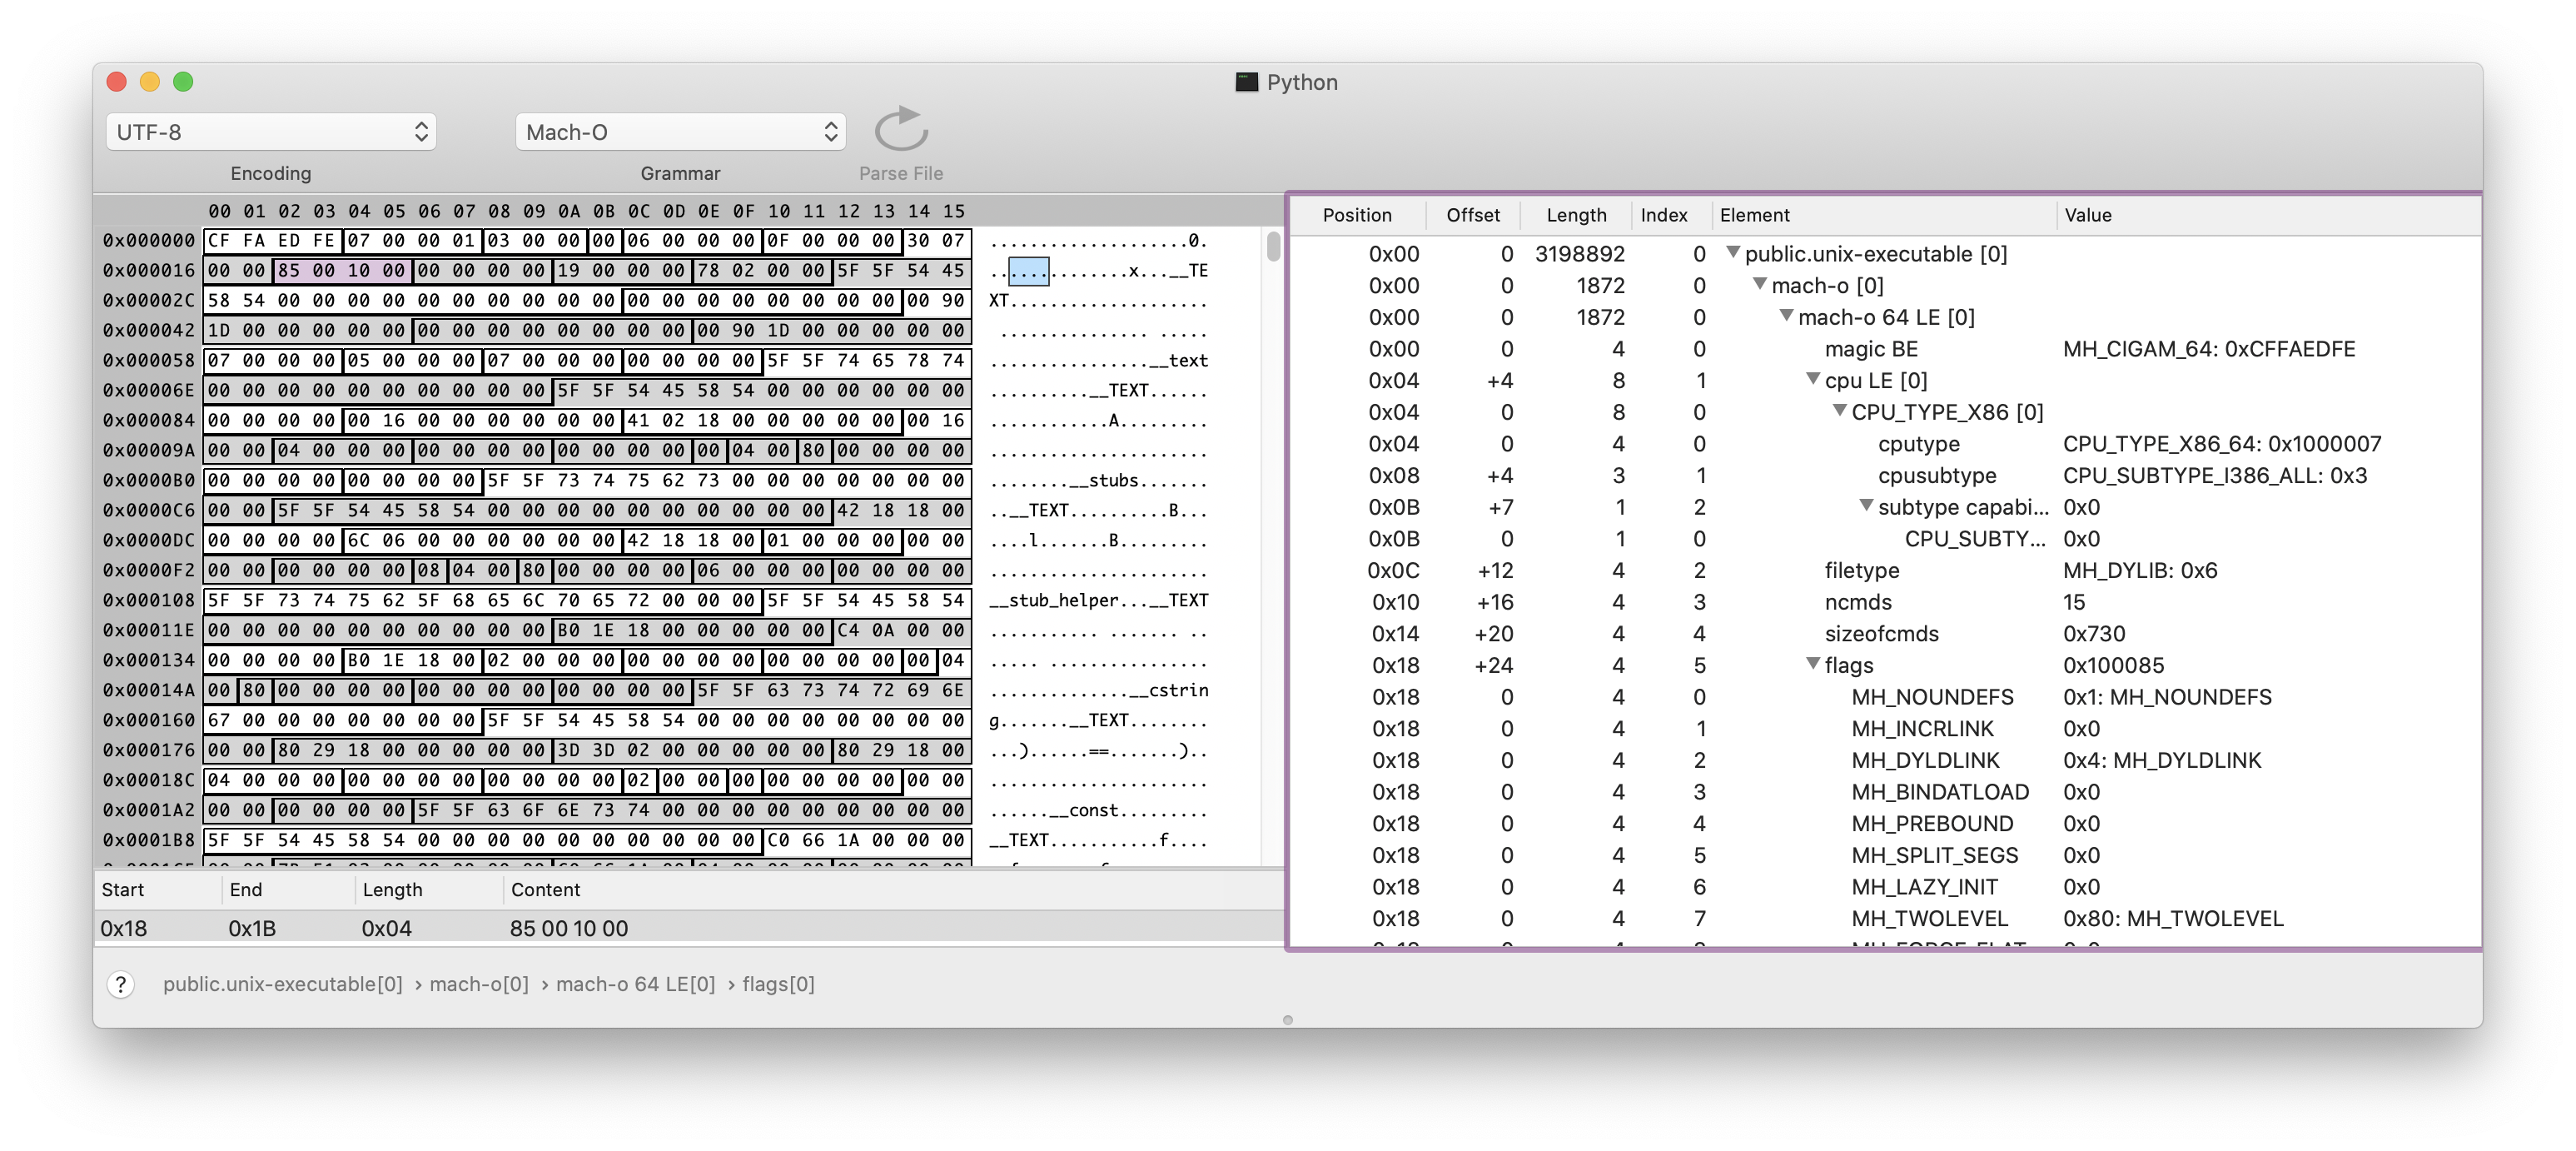 Python
UTF-8
Mach-O
Encoding
Grammar
Parse File
00 01 02 03 04 05 06 07 08 09 0A 0B 0C 0D 0E 0F 10 11 12 13 14 15
0x000000 CF FA ED FE 07 00 00 01 03 00 00 00 06 00 00 00 0F 00 00 00 30 07 ....................0.
0x000016 00 00 85 00 10 00 00 00 00 00 19 00 00 00 78 02 00 00 5F 5F 54 45 ..............x...__TE
0x00002C 58 54 00 00 00 00 00 00 00 00 00 00 00 00 00 00 00 00 00 00 00 90 XT....................
0x000042 1D 00 00 00 00 00 00 00 00 00 00 00 00 00 00 90 1D 00 00 00 00 00 .............. .....
0x000058 07 00 00 00 05 00 00 00 07 00 00 00 00 00 00 00 5F 5F 74 65 78 74 ................__text
0x00006E 00 00 00 00 00 00 00 00 00 00 5F 5F 54 45 58 54 00 00 00 00 00 00 ..........__TEXT......
0x000084 00 00 00 00 00 16 00 00 00 00 00 00 41 02 18 00 00 00 00 00 00 16 ............A.........
0x00009A 00 00 04 00 00 00 00 00 00 00 00 00 00 00 00 04 00 80 00 00 00 00 ......................
0x0000B0 00 00 00 00 00 00 00 00 5F 5F 73 74 75 62 73 00 00 00 00 00 00 00 ........__stubs.......
0x0000C6 00 00 5F 5F 54 45 58 54 00 00 00 00 00 00 00 00 00 00 42 18 18 00 ..__TEXT..........B...
0x0000DC 00 00 00 00 6C 06 00 00 00 00 00 00 42 18 18 00 01 00 00 00 00 00 ....l.......B.........
0x0000F2 00 00 00 00 00 00 08 04 00 80 00 00 00 00 06 00 00 00 00 00 00 00 ......................
0x000108 5F 5F 73 74 75 62 5F 68 65 6C 70 65 72 00 00 00 5F 5F 54 45 58 54 __stub_helper...__TEXT
0x00011E 00 00 00 00 00 00 00 00 00 00 B0 1E 18 00 00 00 00 00 C4 0A 00 00 ........... ....... ..
0x000134 00 00 00 00 B0 1E 18 00 02 00 00 00 00 00 00 00 00 00 00 00 00 04 ..... ................
0x00014A 00 80 00 00 00 00 00 00 00 00 00 00 00 00 5F 5F 63 73 74 72 69 6E ..............__cstrin
0x000160 67 00 00 00 00 00 00 00 5F 5F 54 45 58 54 00 00 00 00 00 00 00 00 g.......__TEXT........
0x000176 00 00 80 29 18 00 00 00 00 00 3D 3D 02 00 00 00 00 00 80 29 18 00 ...)......==.......)..
0x00018C 04 00 00 00 00 00 00 00 00 00 00 00 02 00 00 00 00 00 00 00 00 00 ......................
0x0001A2 00 00 00 00 00 00 5F 5F 63 6F 6E 73 74 00 00 00 00 00 00 00 00 00 ......__const.........
0x0001B8 5F 5F 54 45 58 54 00 00 00 00 00 00 00 00 00 00 C0 66 1A 00 00 00 __TEXT...........f....
Start End Length Content
0x18 0x1B 0x04 85 00 10 00
? public.unix-executable[0] › mach-o[0] › mach-o 64 LE[0] › flags[0]
Position Offset Length Index Element Value
0x00 0 3198892 0 public.unix-executable [0]
0x00 0 1872 0 mach-o [0]
0x00 0 1872 0 mach-o 64 LE [0]
0x00 0 4 0 magic BE MH_CIGAM_64: 0xCFFAEDFE
0x04 +4 8 1 cpu LE [0]
0x04 0 8 0 CPU_TYPE_X86 [0]
0x04 0 4 0 cputype CPU_TYPE_X86_64: 0x1000007
0x08 +4 3 1 cpusubtype CPU_SUBTYPE_I386_ALL: 0x3
0x0B +7 1 2 subtype capabi... 0x0
0x0B 0 1 0 CPU_SUBTY... 0x0
0x0C +12 4 2 filetype MH_DYLIB: 0x6
0x10 +16 4 3 ncmds 15
0x14 +20 4 4 sizeofcmds 0x730
0x18 +24 4 5 flags 0x100085
0x18 0 4 0 MH_NOUNDEFS 0x1: MH_NOUNDEFS
0x18 0 4 1 MH_INCRLINK 0x0
0x18 0 4 2 MH_DYLDLINK 0x4: MH_DYLDLINK
0x18 0 4 3 MH_BINDATLOAD 0x0
0x18 0 4 4 MH_PREBOUND 0x0
0x18 0 4 5 MH_SPLIT_SEGS 0x0
0x18 0 4 6 MH_LAZY_INIT 0x0
0x18 0 4 7 MH_TWOLEVEL 0x80: MH_TWOLEVEL